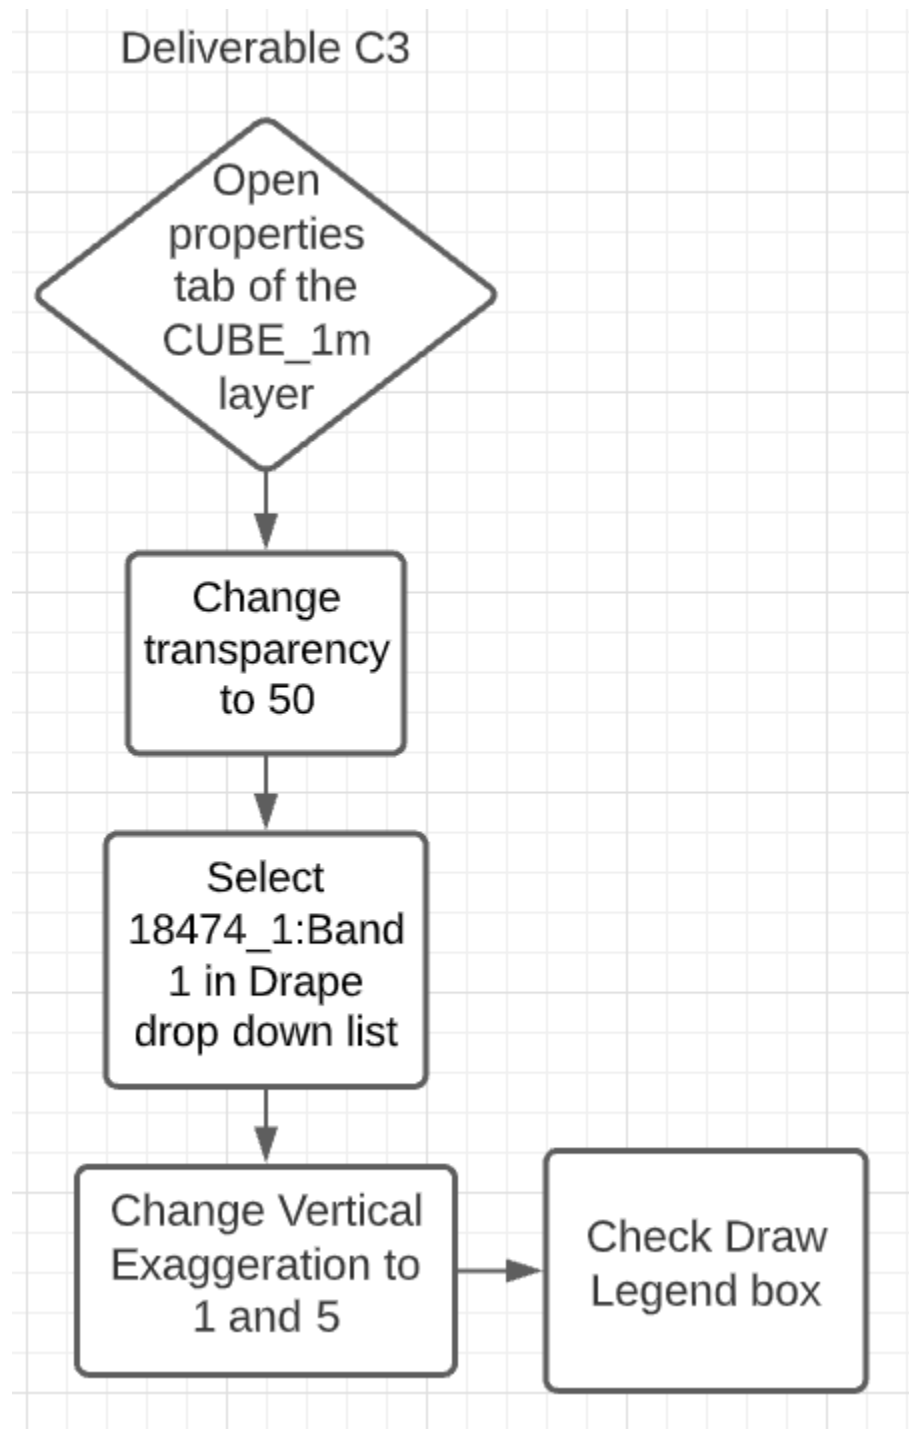 Deliverable C3
Open
properties
tab of the
CUBE_1m
layer
Change
transparency
to 50
Select
18474_1:Band
1 in Drape
drop down list
Change Vertical
Exaggeration to
1 and 5
Check Draw
Legend box